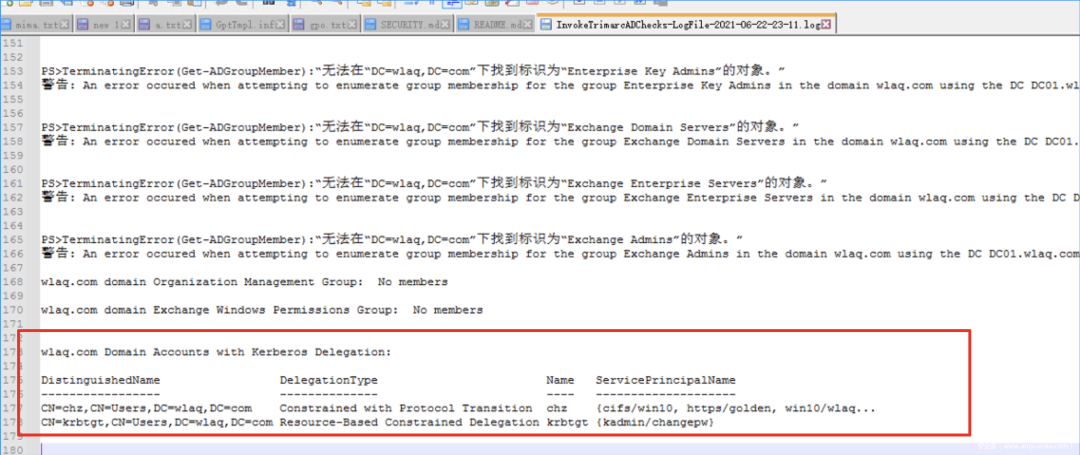 mima.txt new 1 a.txt GptTmpl.inf gpo.txt SECURITY.md README.md InvokeTrimarcADChecks-LogFile-2021-06-22-23-11.log
151
152
153 PS>TerminatingError(Get-ADGroupMember):“无法在“DC=wlaq,DC=com”下找到标识为“Enterprise Key Admins”的对象。”
154 警告: An error occured when attempting to enumerate group membership for the group Enterprise Key Admins in the domain wlaq.com using the DC DC01.wl
155
156
157 PS>TerminatingError(Get-ADGroupMember):“无法在“DC=wlaq,DC=com”下找到标识为“Exchange Domain Servers”的对象。”
158 警告: An error occured when attempting to enumerate group membership for the group Exchange Domain Servers in the domain wlaq.com using the DC DC01.
159
160
161 PS>TerminatingError(Get-ADGroupMember):“无法在“DC=wlaq,DC=com”下找到标识为“Exchange Enterprise Servers”的对象。”
162 警告: An error occured when attempting to enumerate group membership for the group Exchange Enterprise Servers in the domain wlaq.com using the DC D
163
164
165 PS>TerminatingError(Get-ADGroupMember):“无法在“DC=wlaq,DC=com”下找到标识为“Exchange Admins”的对象。”
166 警告: An error occured when attempting to enumerate group membership for the group Exchange Admins in the domain wlaq.com using the DC DC01.wlaq.com
167
168 wlaq.com domain Organization Management Group:  No members
169
170 wlaq.com domain Exchange Windows Permissions Group:  No members
171
172
173 wlaq.com Domain Accounts with Kerberos Delegation:
174
175 DistinguishedName DelegationType Name ServicePrincipalName
176 ----------------- -------------- ---- --------------------
177 CN=chz,CN=Users,DC=wlaq,DC=com Constrained with Protocol Transition chz {cifs/win10, https/golden, win10/wlaq...
178 CN=krbtgt,CN=Users,DC=wlaq,DC=com Resource-Based Constrained Delegation krbtgt {kadmin/changepw}
179
180